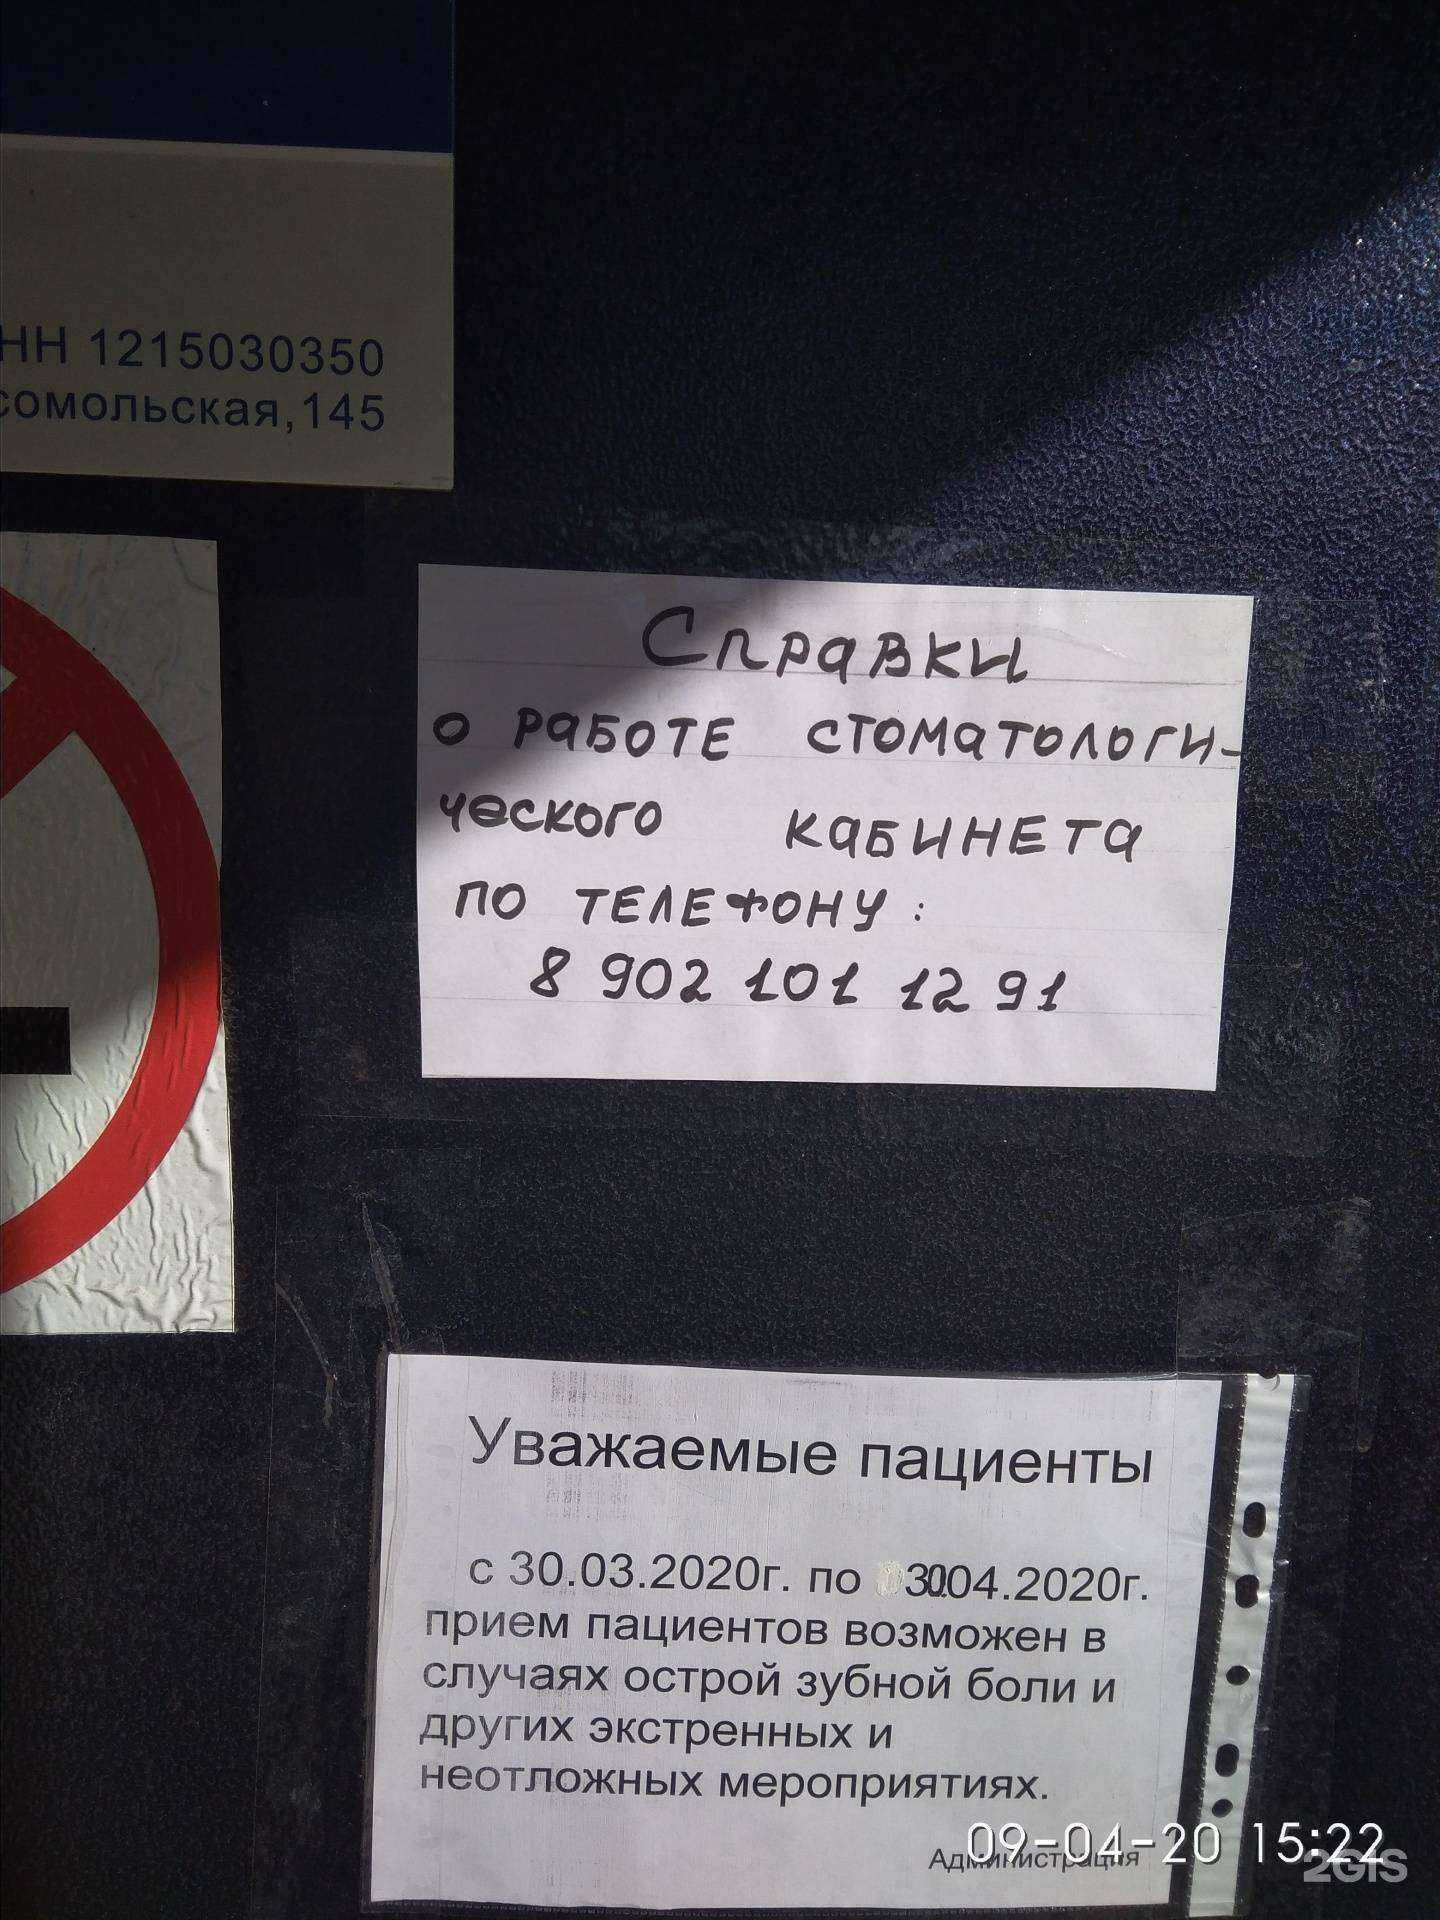 НН 1215030350
сомольская,145
Справки
о работе стоматологи-
ческого кабинета
по телефону:
8 902 101 12 91
Уважаемые пациенты
с 30.03.2020г. по 30.04.2020г.
прием пациентов возможен в
случаях острой зубной боли и
других экстренных и
неотложных мероприятиях.
Администрация
09-04-20 15:22
2GIS